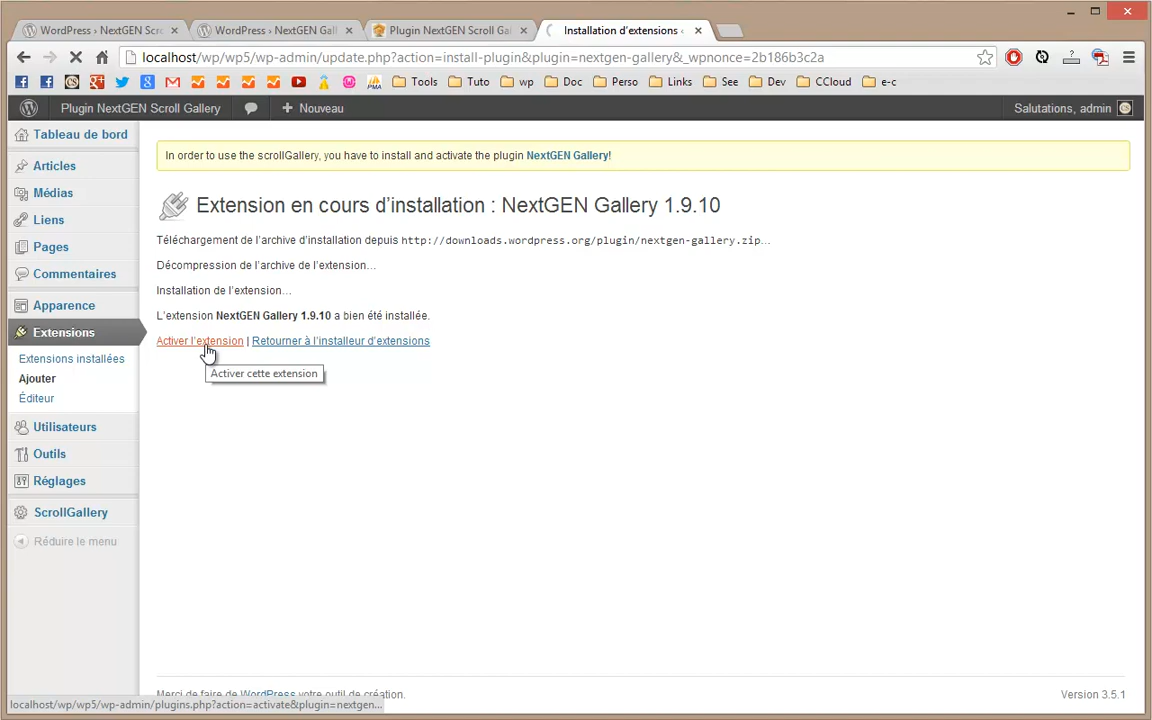 WordPress › NextGEN Scro
WordPress › NextGEN Gall
Plugin NextGEN Scroll Gal
Installation d'extensions ‹
localhost/wp/wp5/wp-admin/update.php?action=install-plugin&plugin=nextgen-gallery&_wpnonce=2b186b3c2a
Tools Tuto wp Doc Perso Links See Dev CCloud e-c
Plugin NextGEN Scroll Gallery + Nouveau Salutations, admin
Tableau de bord
Articles
Médias
Liens
Pages
Commentaires
Apparence
Extensions
Extensions installées
Ajouter
Éditeur
Utilisateurs
Outils
Réglages
ScrollGallery
Réduire le menu
In order to use the scrollGallery, you have to install and activate the plugin NextGEN Gallery!
Extension en cours d'installation : NextGEN Gallery 1.9.10
Téléchargement de l'archive d'installation depuis http://downloads.wordpress.org/plugin/nextgen-gallery.zip…
Décompression de l'archive de l'extension…
Installation de l'extension…
L'extension NextGEN Gallery 1.9.10 a bien été installée.
Activer l'extension | Retourner à l'installeur d'extensions
Activer cette extension
Merci de faire de WordPress votre outil de création.
Version 3.5.1
localhost/wp/wp5/wp-admin/plugins.php?action=activate&plugin=nextgen...